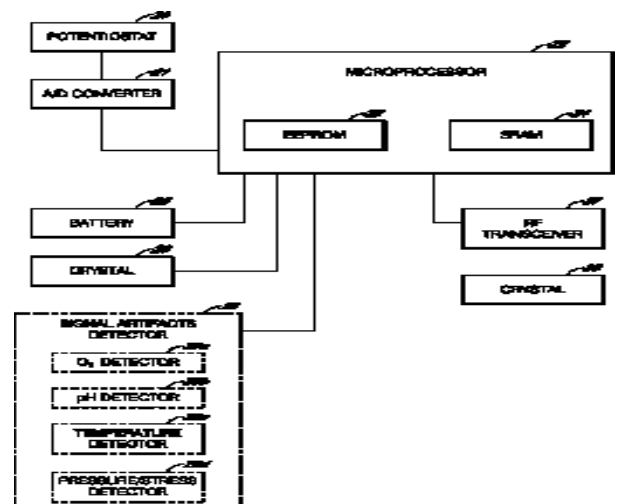 POTENTIOSTAT
A/D CONVERTER
MICROPROCESSOR
EEPROM
SRAM
BATTERY
CRYSTAL
RF
TRANSCEIVER
CRYSTAL
SIGNAL ARTIFACTS
DETECTOR
O₂ DETECTOR
pH DETECTOR
TEMPERATURE
DETECTOR
PRESSURE/STRESS
DETECTOR